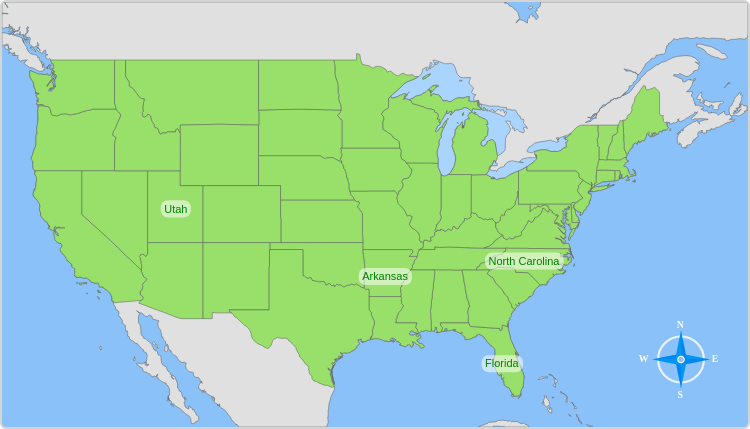 Utah
North Carolina
Arkansas
N
W E
S
Florida